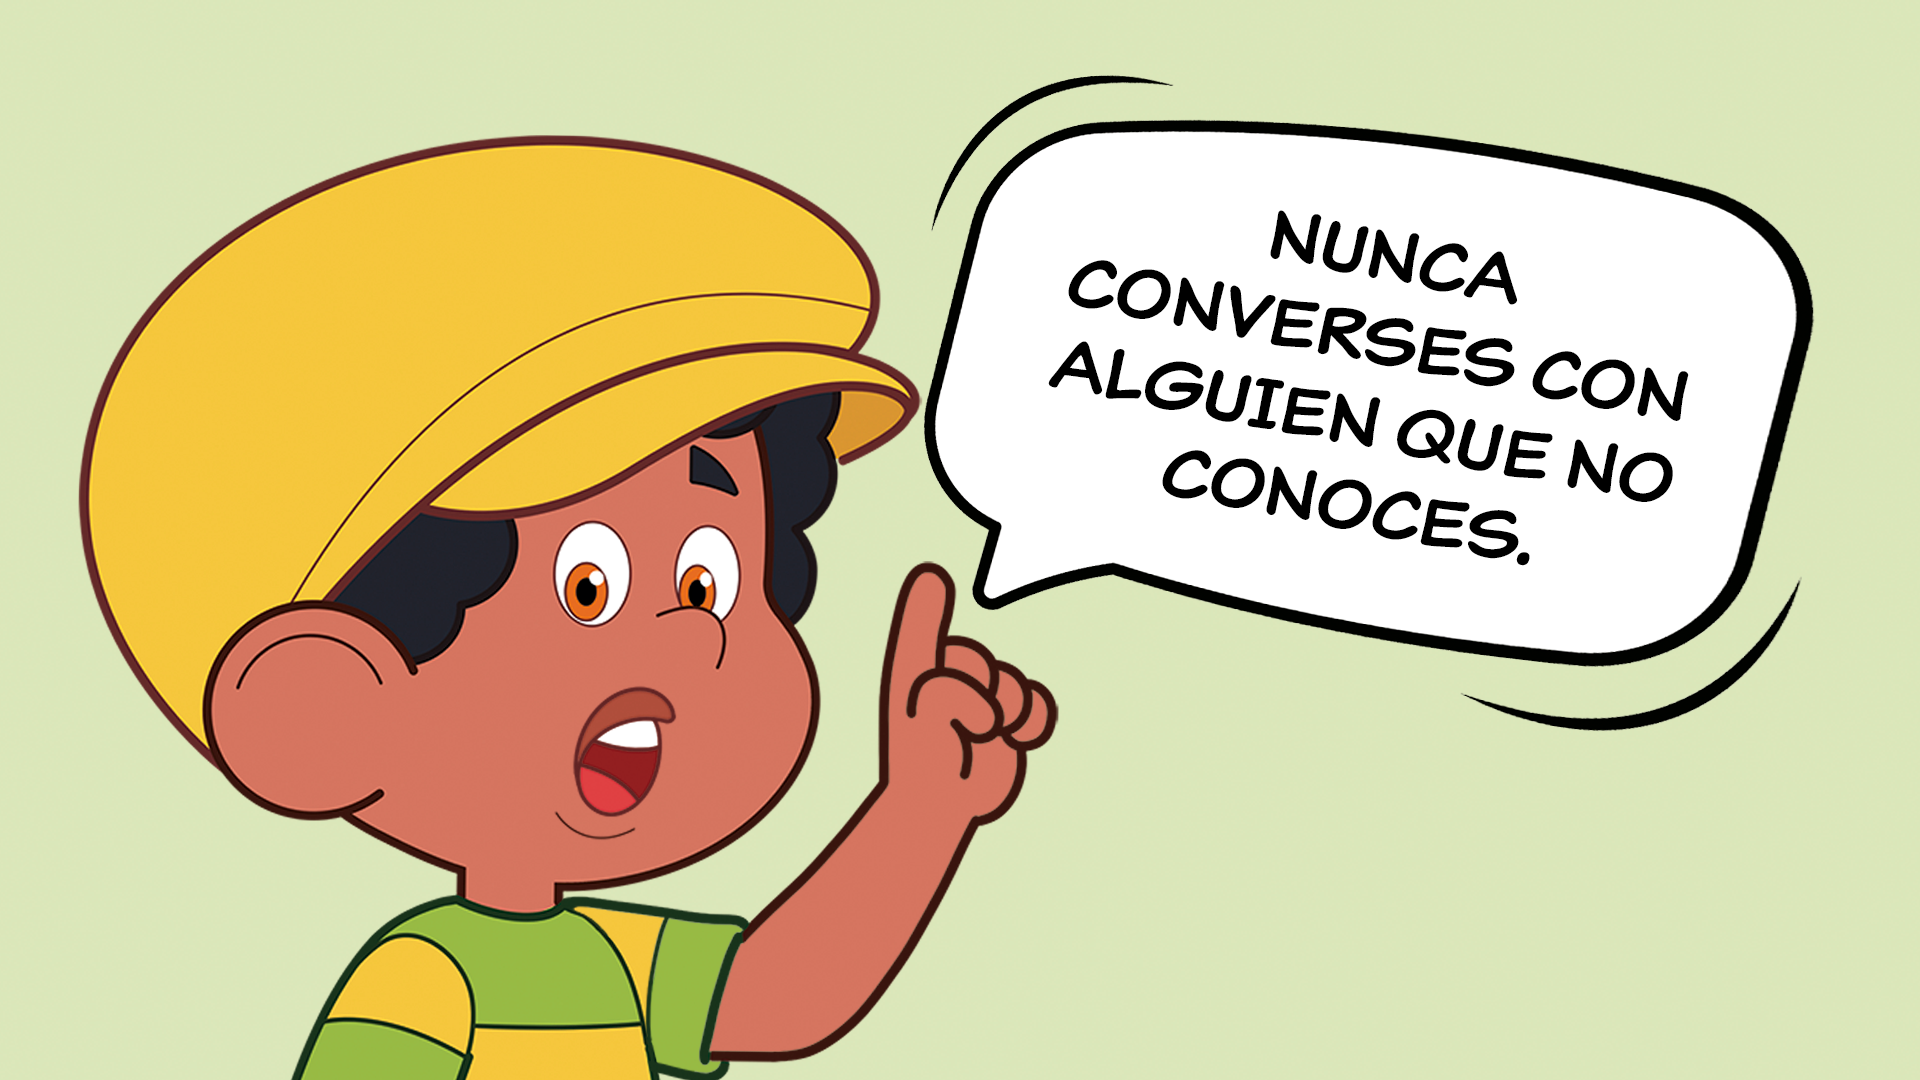 NUNCA
CONVERSES CON
ALGUIEN QUE NO
CONOCES.